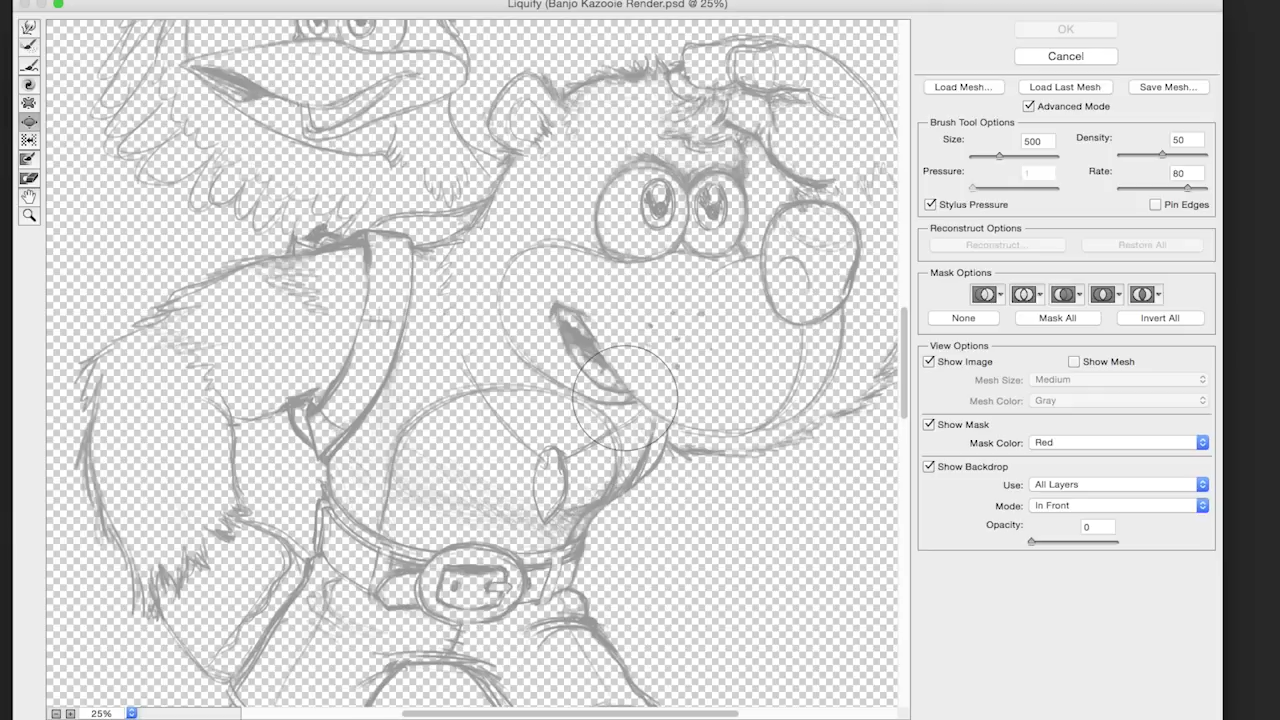 Liquify (Banjo Kazooie Render.psd @ 25%)
OK
Cancel
Load Mesh... Load Last Mesh Save Mesh...
Advanced Mode
Brush Tool Options
Size: 500 Density: 50
Pressure: 1 Rate: 80
Stylus Pressure Pin Edges
Reconstruct Options
Reconstruct... Restore All
Mask Options
None Mask All Invert All
View Options
Show Image Show Mesh
Mesh Size: Medium
Mesh Color: Gray
Show Mask
Mask Color: Red
Show Backdrop
Use: All Layers
Mode: In Front
Opacity: 0
25%